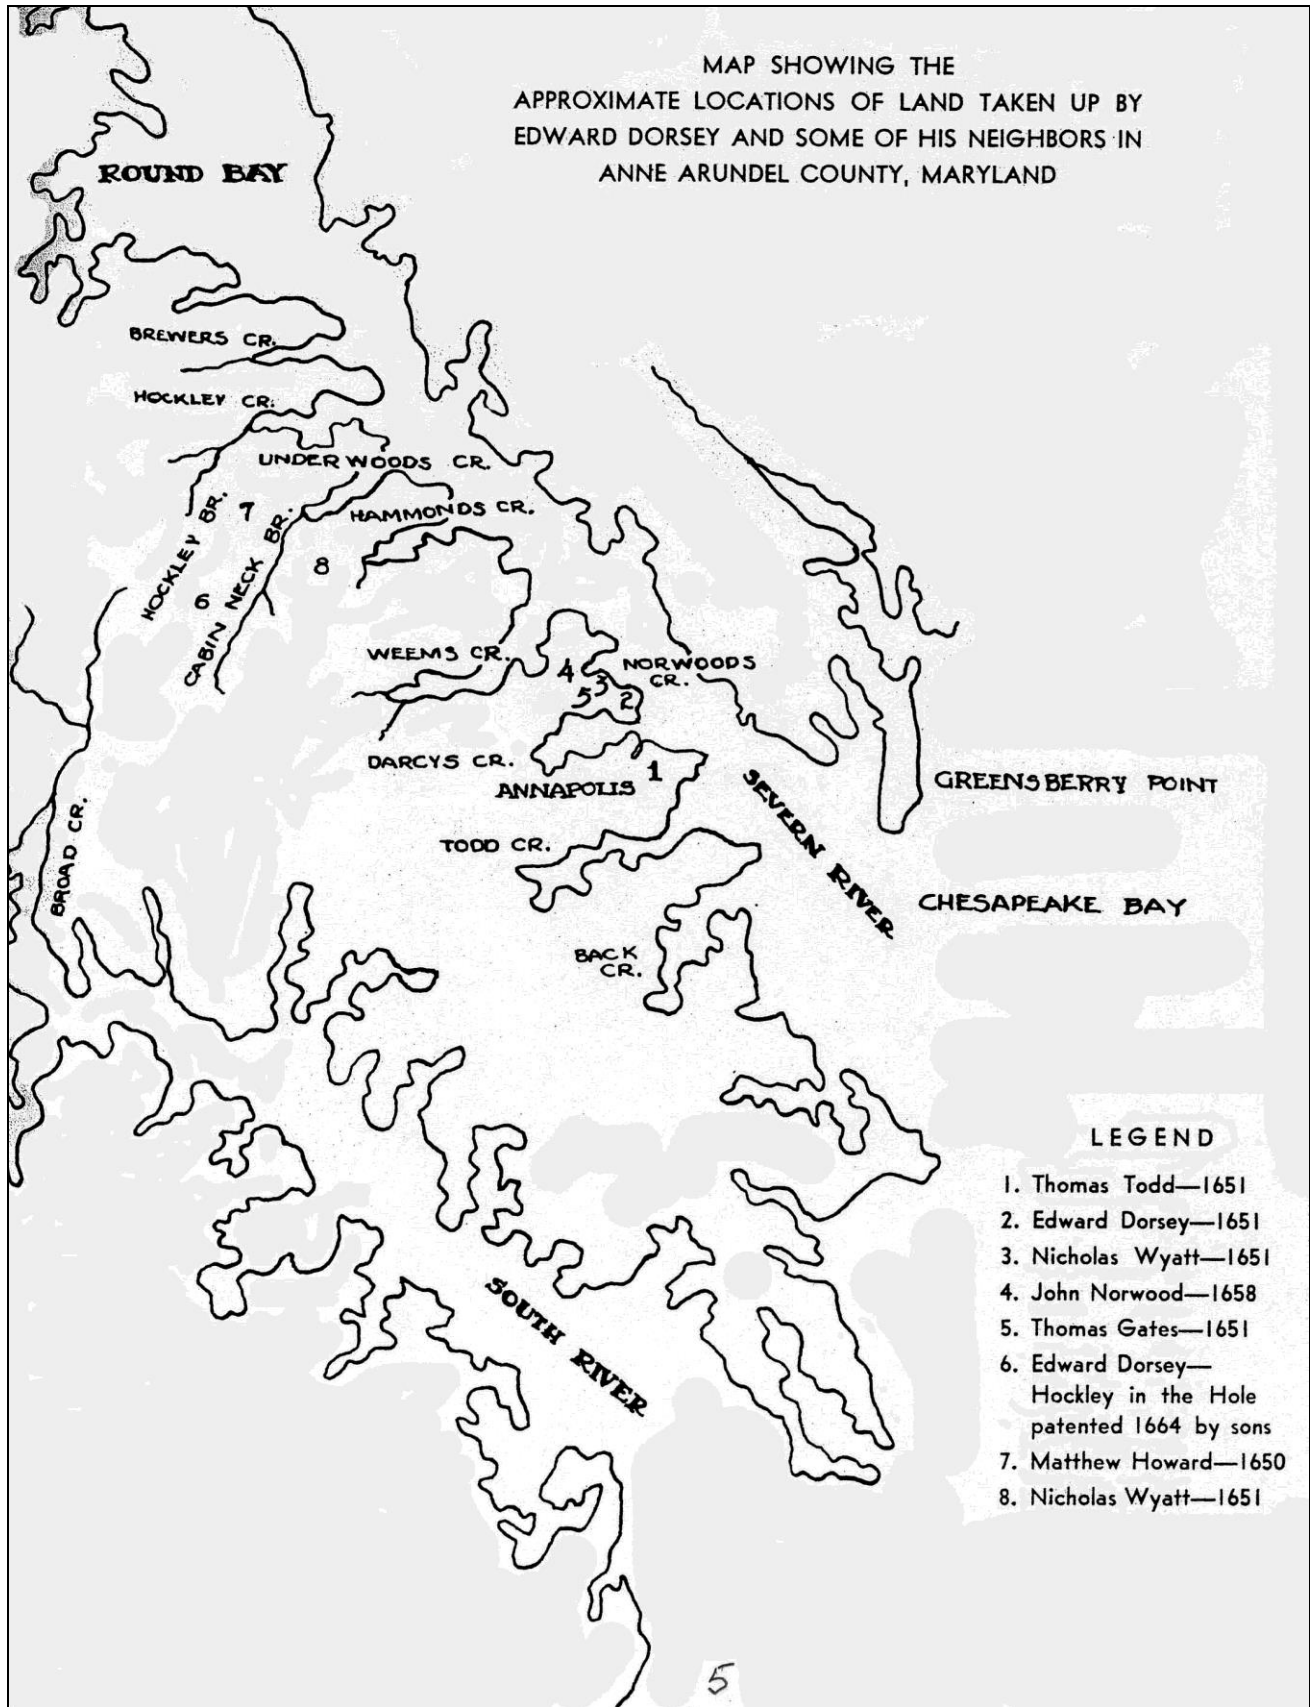 MAP SHOWING THE
APPROXIMATE LOCATIONS OF LAND TAKEN UP BY
EDWARD DORSEY AND SOME OF HIS NEIGHBORS IN
ANNE ARUNDEL COUNTY, MARYLAND
ROUND BAY
BREWERS CR.
HOCKLEY CR.
UNDERWOODS CR.
HOCKLEY BR.
7
CABIN NECK BR.
HAMMONDS CR.
8
6
WEEMS CR.
4
3
5
2
NORWOODS
CR.
DARCYS CR.
ANNAPOLIS
1
SEVERN RIVER
GREENSBERRY POINT
TODD CR.
BROAD CR.
CHESAPEAKE BAY
BACK
CR.
SOUTH RIVER
LEGEND
1. Thomas Todd—1651
2. Edward Dorsey—1651
3. Nicholas Wyatt—1651
4. John Norwood—1658
5. Thomas Gates—1651
6. Edward Dorsey—
Hockley in the Hole
patented 1664 by sons
7. Matthew Howard—1650
8. Nicholas Wyatt—1651
5